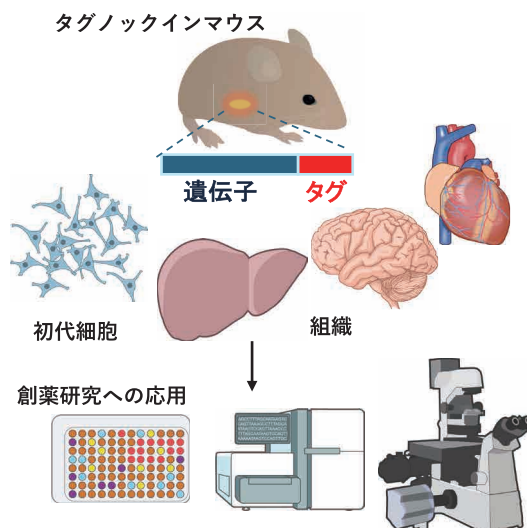 タグノックインマウス
遺伝子
タグ
初代細胞
組織
創薬研究への応用